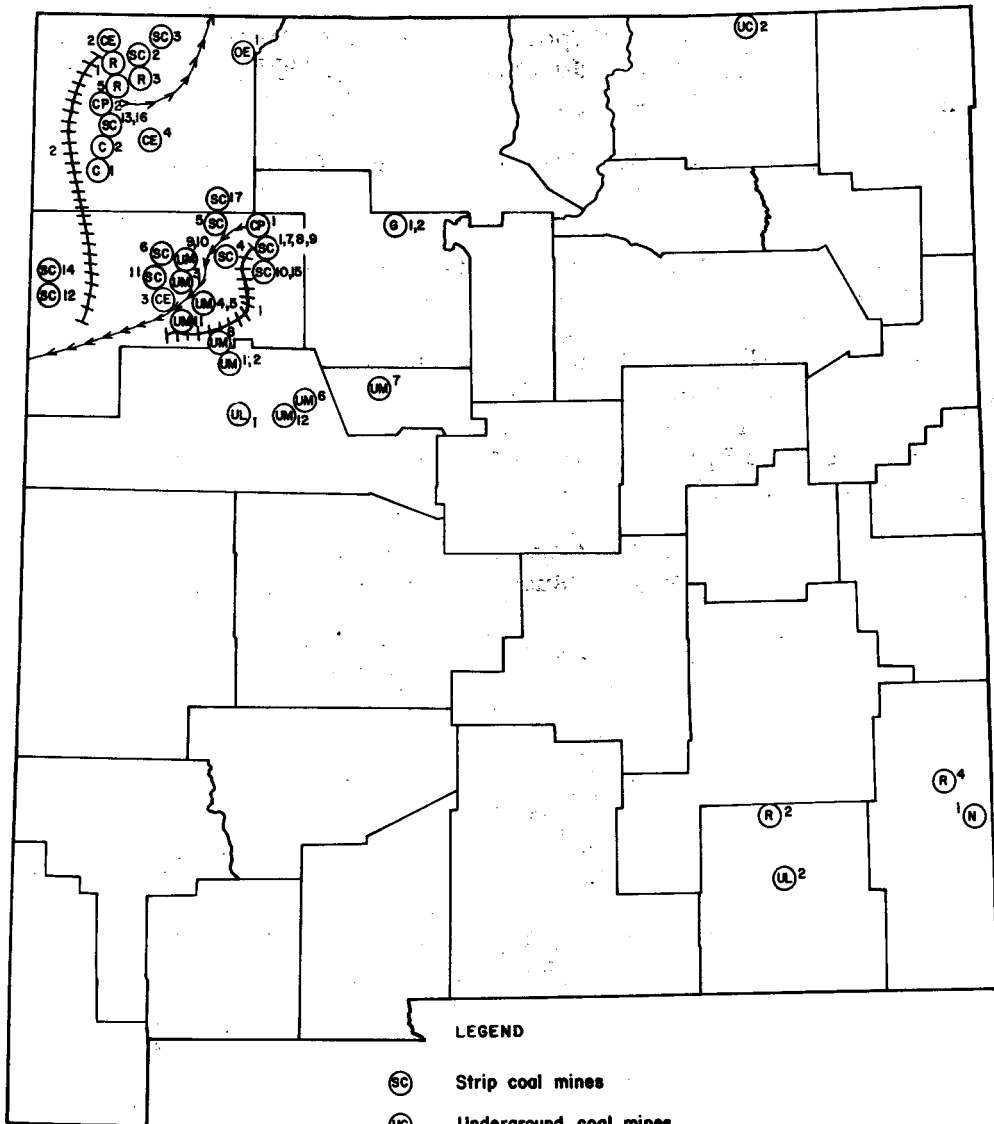 2 CE
SC 3
OE 1
UC 2
1 R
SC 2
5 R
R 3
CP 2
SC 13,16
C 2
CE 4
C 1
2
SC 17
5 SC
CP 1
G 1,2
6 SC
9,10 UM
SC 4
SC 1,7,8,9
SC 14
11 SC
UM 3
SC 10,15
SC 12
3 CE
UM 4,5
UM 11
1
UM 8
UM 1,2
UM 7
UM 6
UL 1
UM 12
R 4
R 2
1 N
UL 2
LEGEND
SC Strip coal mines